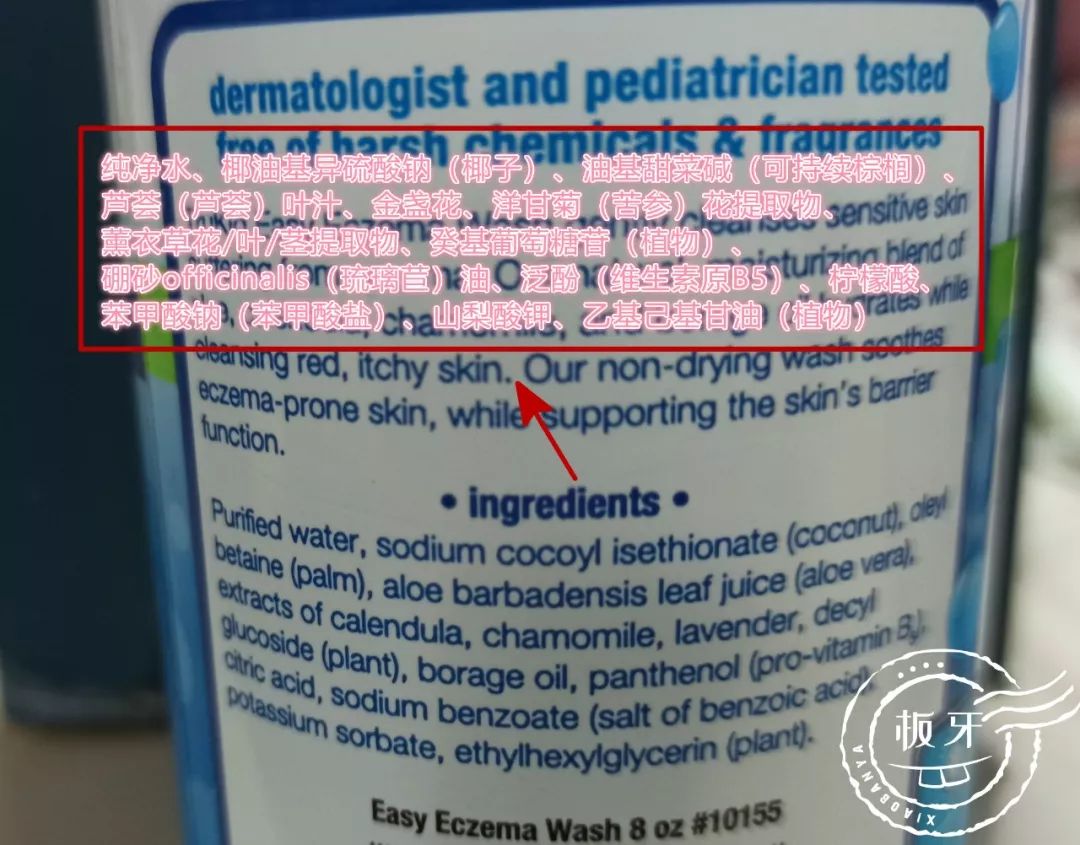 dermatologist and pediatrician tested
free of harsh chemicals & fragrances
纯净水、椰油基异硫酸钠（椰子）、油基甜菜碱（可持续棕榈）、
芦荟（芦荟）叶汁、金盏花、洋甘菊（苦参）花提取物、
薰衣草花/叶/茎提取物、癸基葡萄糖苷（植物）、
硼砂officinalis（琉璃苣）油、泛酚（维生素原B5）、柠檬酸、
苯甲酸钠（苯甲酸盐）、山梨酸钾、乙基己基甘油（植物）
sensitive skin
moisturizing blend of
while
cleansing red, itchy skin. Our non-drying wash soothes
eczema-prone skin, while supporting the skin's barrier
function.
• ingredients •
Purified water, sodium cocoyl isethionate (coconut), oleyl
betaine (palm), aloe barbadensis leaf juice (aloe vera),
extracts of calendula, chamomile, lavender, decyl
glucoside (plant), borage oil, panthenol (pro-vitamin B5),
citric acid, sodium benzoate (salt of benzoic acid),
potassium sorbate, ethylhexylglycerin (plant).
Easy Eczema Wash 8 oz #10155
板牙
XIAOBANYA